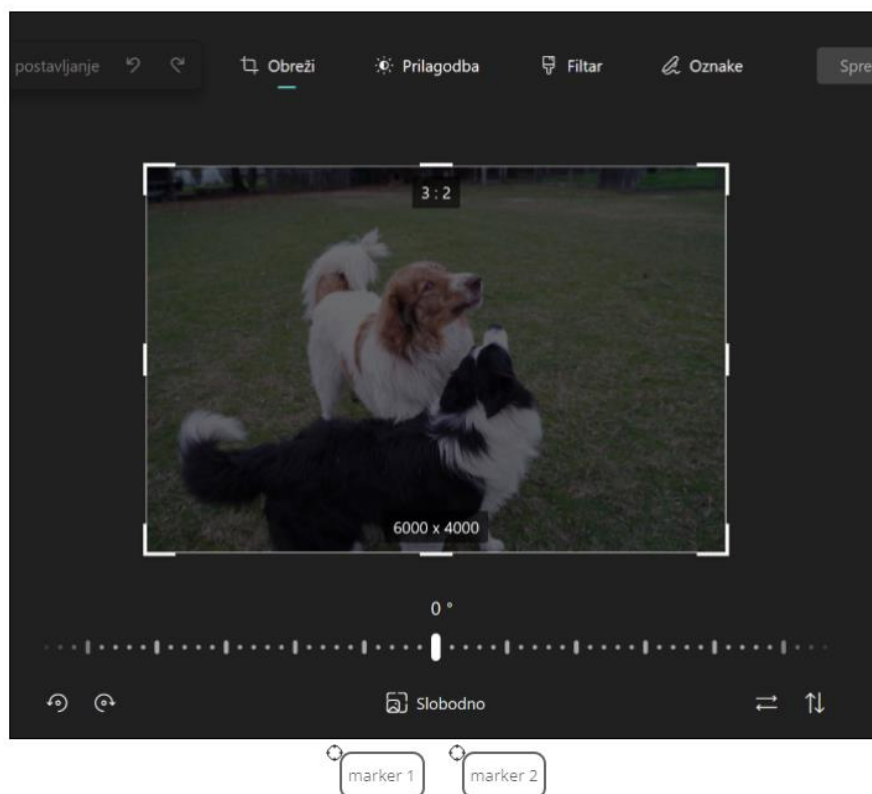 postavljanje Obreži Prilagodba Filtar Oznake Spre
3 : 2
6000 x 4000
0 °
Slobodno
marker 1 marker 2